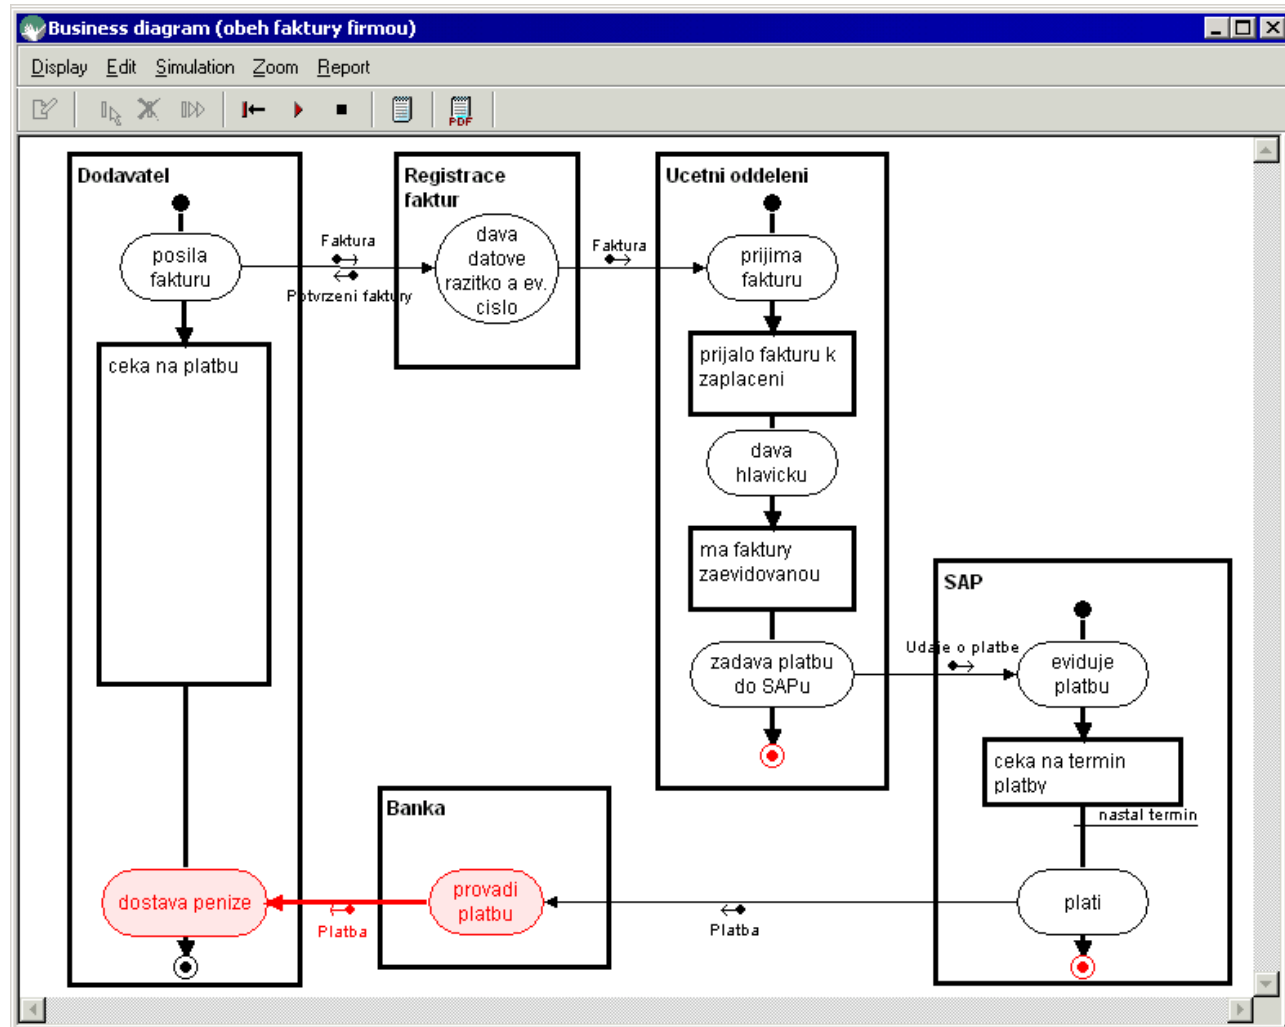 Business diagram (obeh faktury firmou)
Display Edit Simulation Zoom Report
PDF
Dodavatel
posila
fakturu
ceka na platbu
dostava penize
Faktura
Potvrzeni faktury
Registrace
faktur
dava
datove
razitko a ev.
cislo
Faktura
Ucetni oddeleni
prijima
fakturu
prijalo fakturu k
zaplaceni
dava
hlavicku
ma faktury
zaevidovanou
zadava platbu
do SAPu
Udaje o platbe
SAP
eviduje
platbu
ceka na termin
platby
nastal termin
plati
Platba
Banka
provadi
platbu
Platba